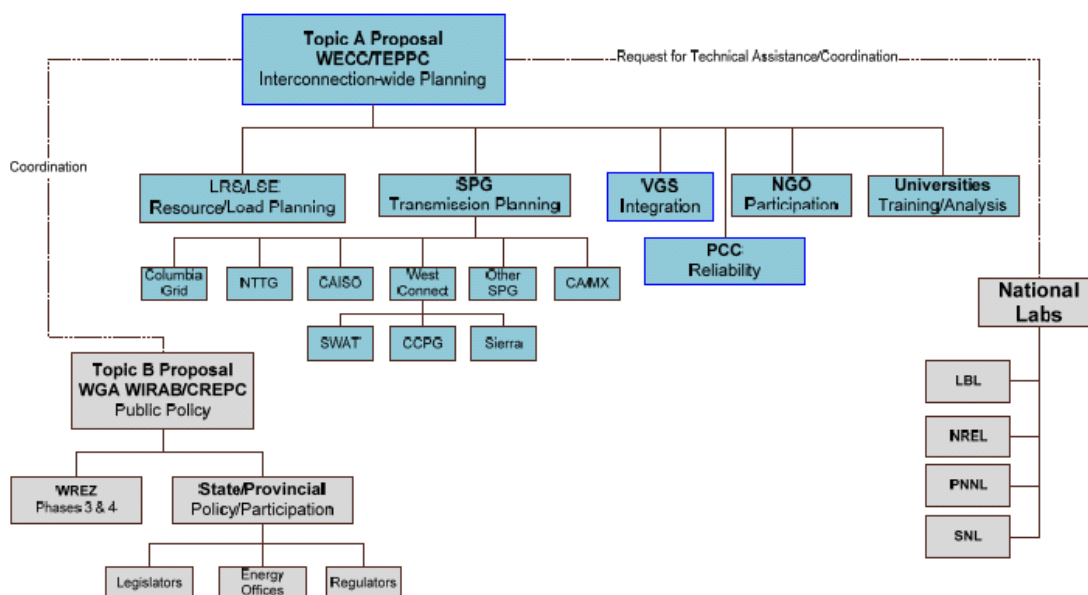 Topic A Proposal
WECC/TEPPC
Interconnection-wide Planning
Request for Technical Assistance/Coordination
Coordination
LRS/LSE
Resource/Load Planning
SPG
Transmission Planning
VGS
Integration
NGO
Participation
Universities
Training/Analysis
PCC
Reliability
Columbia
Grid
NTTG
CAISO
West
Connect
Other
SPG
CA/MX
National
Labs
SWAT
CCPG
Sierra
Topic B Proposal
WGA WIRAB/CREPC
Public Policy
LBL
NREL
PNNL
SNL
WREZ
Phases 3 & 4
State/Provincial
Policy/Participation
Legislators
Energy
Offices
Regulators